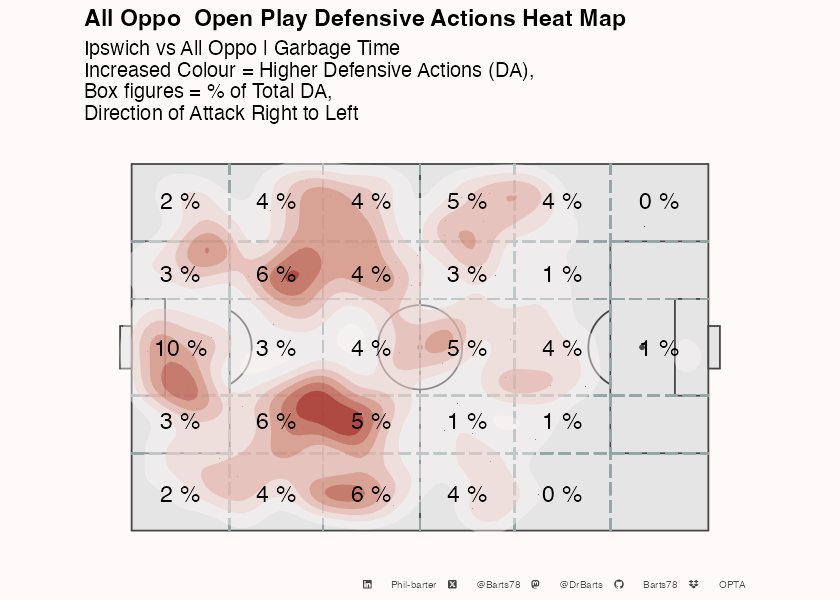 All Oppo  Open Play Defensive Actions Heat Map
Ipswich vs All Oppo | Garbage Time
Increased Colour = Higher Defensive Actions (DA),
Box figures = % of Total DA,
Direction of Attack Right to Left
2 % 4 % 4 % 5 % 4 % 0 %
3 % 6 % 4 % 3 % 1 %
10 % 3 % 4 % 5 % 4 % 1 %
3 % 6 % 5 % 1 % 1 %
2 % 4 % 6 % 4 % 0 %
Phil-barter @Barts78 @DrBarts Barts78 OPTA